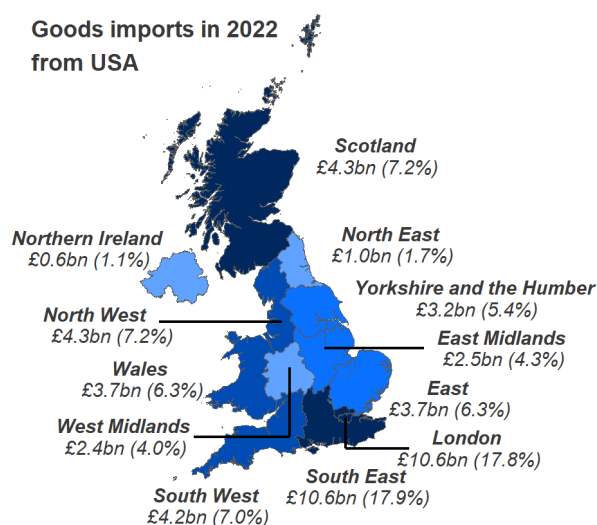 Goods imports in 2022
from USA
Scotland
£4.3bn (7.2%)
Northern Ireland
£0.6bn (1.1%)
North East
£1.0bn (1.7%)
Yorkshire and the Humber
£3.2bn (5.4%)
North West
£4.3bn (7.2%)
East Midlands
£2.5bn (4.3%)
Wales
£3.7bn (6.3%)
East
£3.7bn (6.3%)
West Midlands
£2.4bn (4.0%)
London
£10.6bn (17.8%)
South East
£10.6bn (17.9%)
South West
£4.2bn (7.0%)